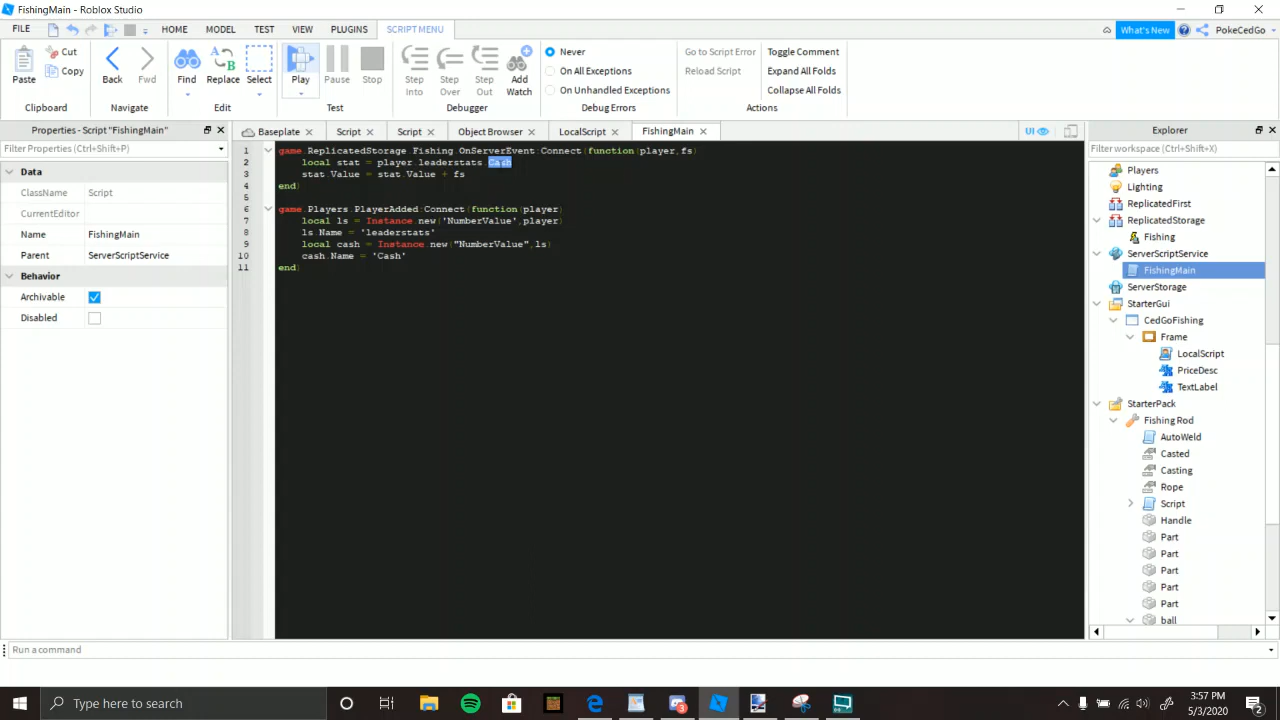 FishingMain - Roblox Studio
FILE HOME MODEL TEST VIEW PLUGINS SCRIPT MENU What's New PokeCedGo
Paste Cut Copy Back Fwd Find Replace Select Play Pause Stop Step Into Step Over Step Out Add Watch Never On All Exceptions On Unhandled Exceptions Go to Script Error Reload Script Toggle Comment Expand All Folds Collapse All Folds
Clipboard Navigate Edit Test Debugger Debug Errors Actions
Properties - Script "FishingMain"
Filter Properties (Ctrl+Shift+P)
Data
ClassName Script
CurrentEditor
Name FishingMain
Parent ServerScriptService
Behavior
Archivable
Disabled
Baseplate Script Script Object Browser LocalScript FishingMain UI
1 game.ReplicatedStorage.Fishing.OnServerEvent:Connect(function(player,fs)
2 local stat = player.leaderstats.Cash
3 stat.Value = stat.Value + fs
4 end)
5
6 game.Players.PlayerAdded:Connect(function(player)
7 local ls = Instance.new('NumberValue',player)
8 ls.Name = 'leaderstats'
9 local cash = Instance.new("NumberValue",ls)
10 cash.Name = 'Cash'
11 end)
Explorer
Filter workspace (Ctrl+Shift+X)
Players
Lighting
ReplicatedFirst
ReplicatedStorage
Fishing
ServerScriptService
FishingMain
ServerStorage
StarterGui
CedGoFishing
Frame
LocalScript
PriceDesc
TextLabel
StarterPack
Fishing Rod
AutoWeld
Casted
Casting
Rope
Script
Handle
Part
Part
Part
Part
Part
ball
Run a command
Type here to search
3
3:57 PM
5/3/2020
2